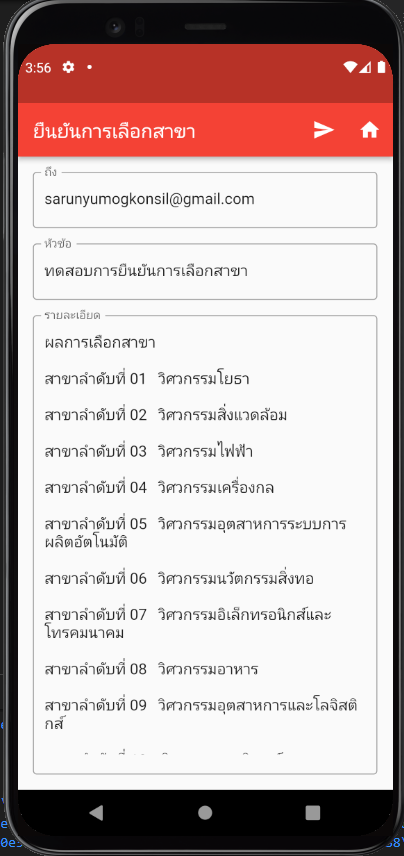 3:56
ยืนยันการเลือกสาขา
ถึง
sarunyumogkonsil@gmail.com
หัวข้อ
ทดสอบการยืนยันการเลือกสาขา
รายละเอียด
ผลการเลือกสาขา
สาขาลำดับที่ 01 วิศวกรรมโยธา
สาขาลำดับที่ 02 วิศวกรรมสิ่งแวดล้อม
สาขาลำดับที่ 03 วิศวกรรมไฟฟ้า
สาขาลำดับที่ 04 วิศวกรรมเครื่องกล
สาขาลำดับที่ 05 วิศวกรรมอุตสาหการระบบการ
ผลิตอัตโนมัติ
สาขาลำดับที่ 06 วิศวกรรมนวัตกรรมสิ่งทอ
สาขาลำดับที่ 07 วิศวกรรมอิเล็กทรอนิกส์และ
โทรคมนาคม
สาขาลำดับที่ 08 วิศวกรรมอาหาร
สาขาลำดับที่ 09 วิศวกรรมอุตสาหการและโลจิสติ
กส์